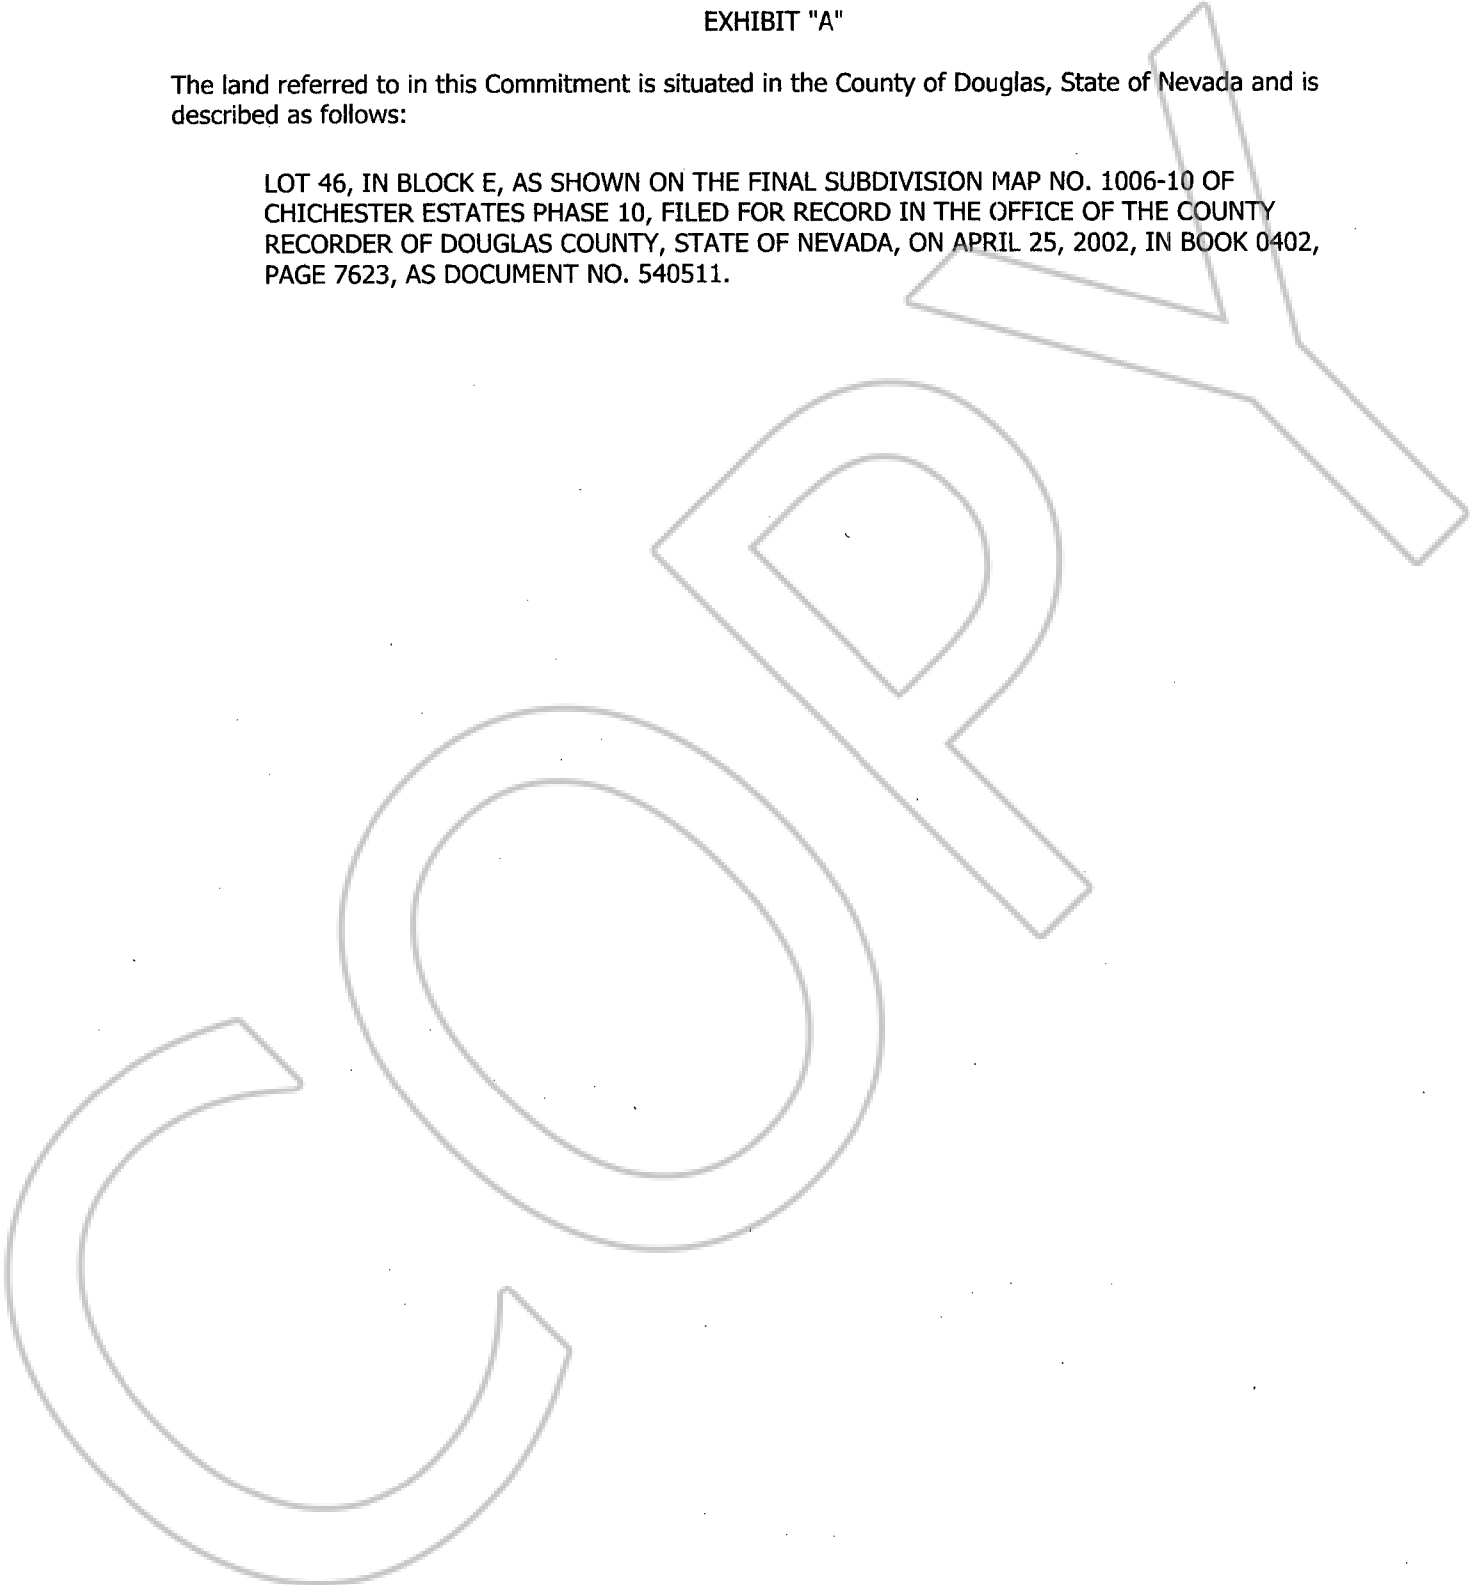 EXHIBIT "A"
The land referred to in this Commitment is situated in the County of Douglas, State of Nevada and is
described as follows:
LOT 46, IN BLOCK E, AS SHOWN ON THE FINAL SUBDIVISION MAP NO. 1006-10 OF
CHICHESTER ESTATES PHASE 10, FILED FOR RECORD IN THE OFFICE OF THE COUNTY
RECORDER OF DOUGLAS COUNTY, STATE OF NEVADA, ON APRIL 25, 2002, IN BOOK 0402,
PAGE 7623, AS DOCUMENT NO. 540511.
COPY